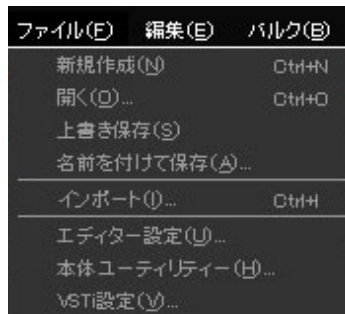 ファイル(F) 編集(E) バルク(B)
新規作成(N) Ctrl+N
開く(O)... Ctrl+O
上書き保存(S)
名前を付けて保存(A)...
インポート(I)... Ctrl+I
エディター設定(U)...
本体ユーティリティー(H)...
VSTi設定(V)...